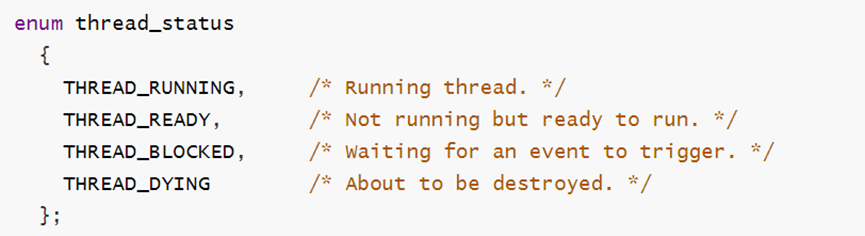 enum thread_status
  {
    THREAD_RUNNING,     /* Running thread. */
    THREAD_READY,       /* Not running but ready to run. */
    THREAD_BLOCKED,     /* Waiting for an event to trigger. */
    THREAD_DYING        /* About to be destroyed. */
  };